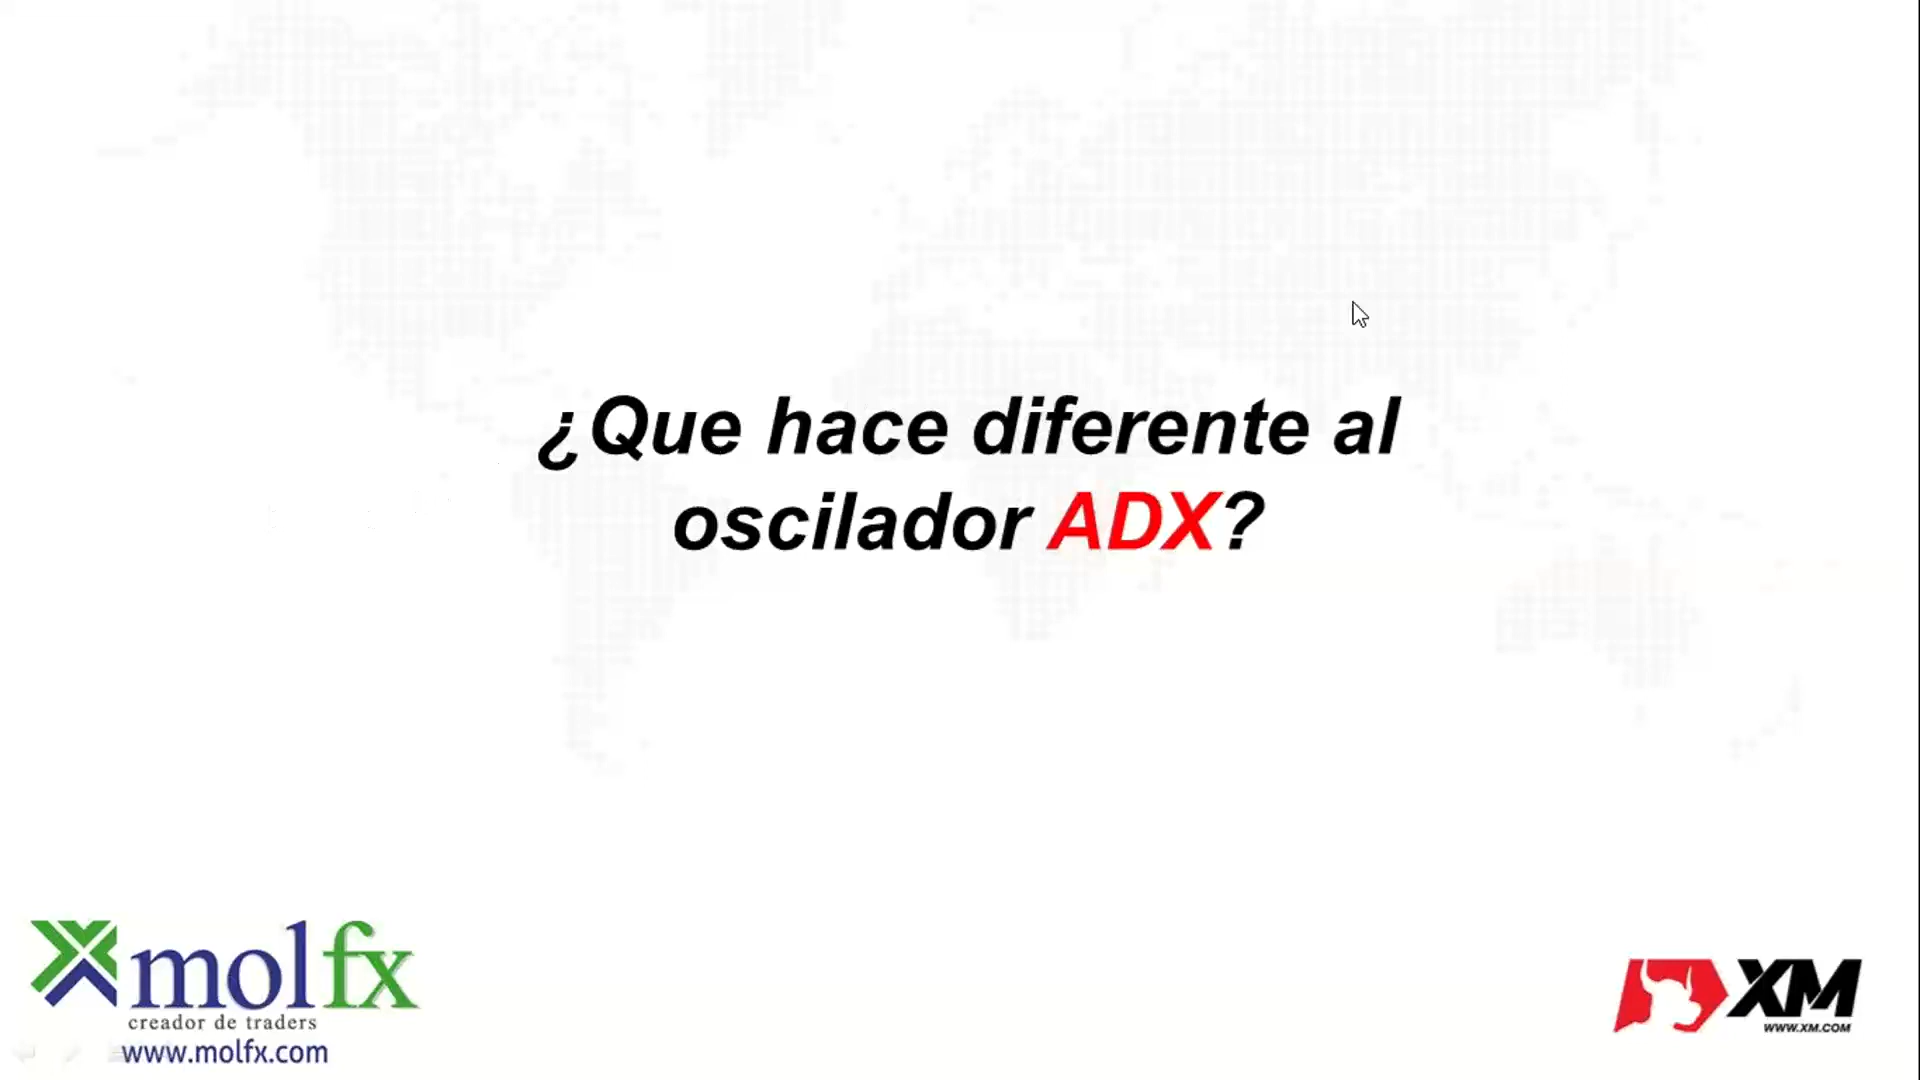 ¿Que hace diferente al
oscilador ADX?
molfx
creador de traders
www.molfx.com
XM
WWW.XM.COM